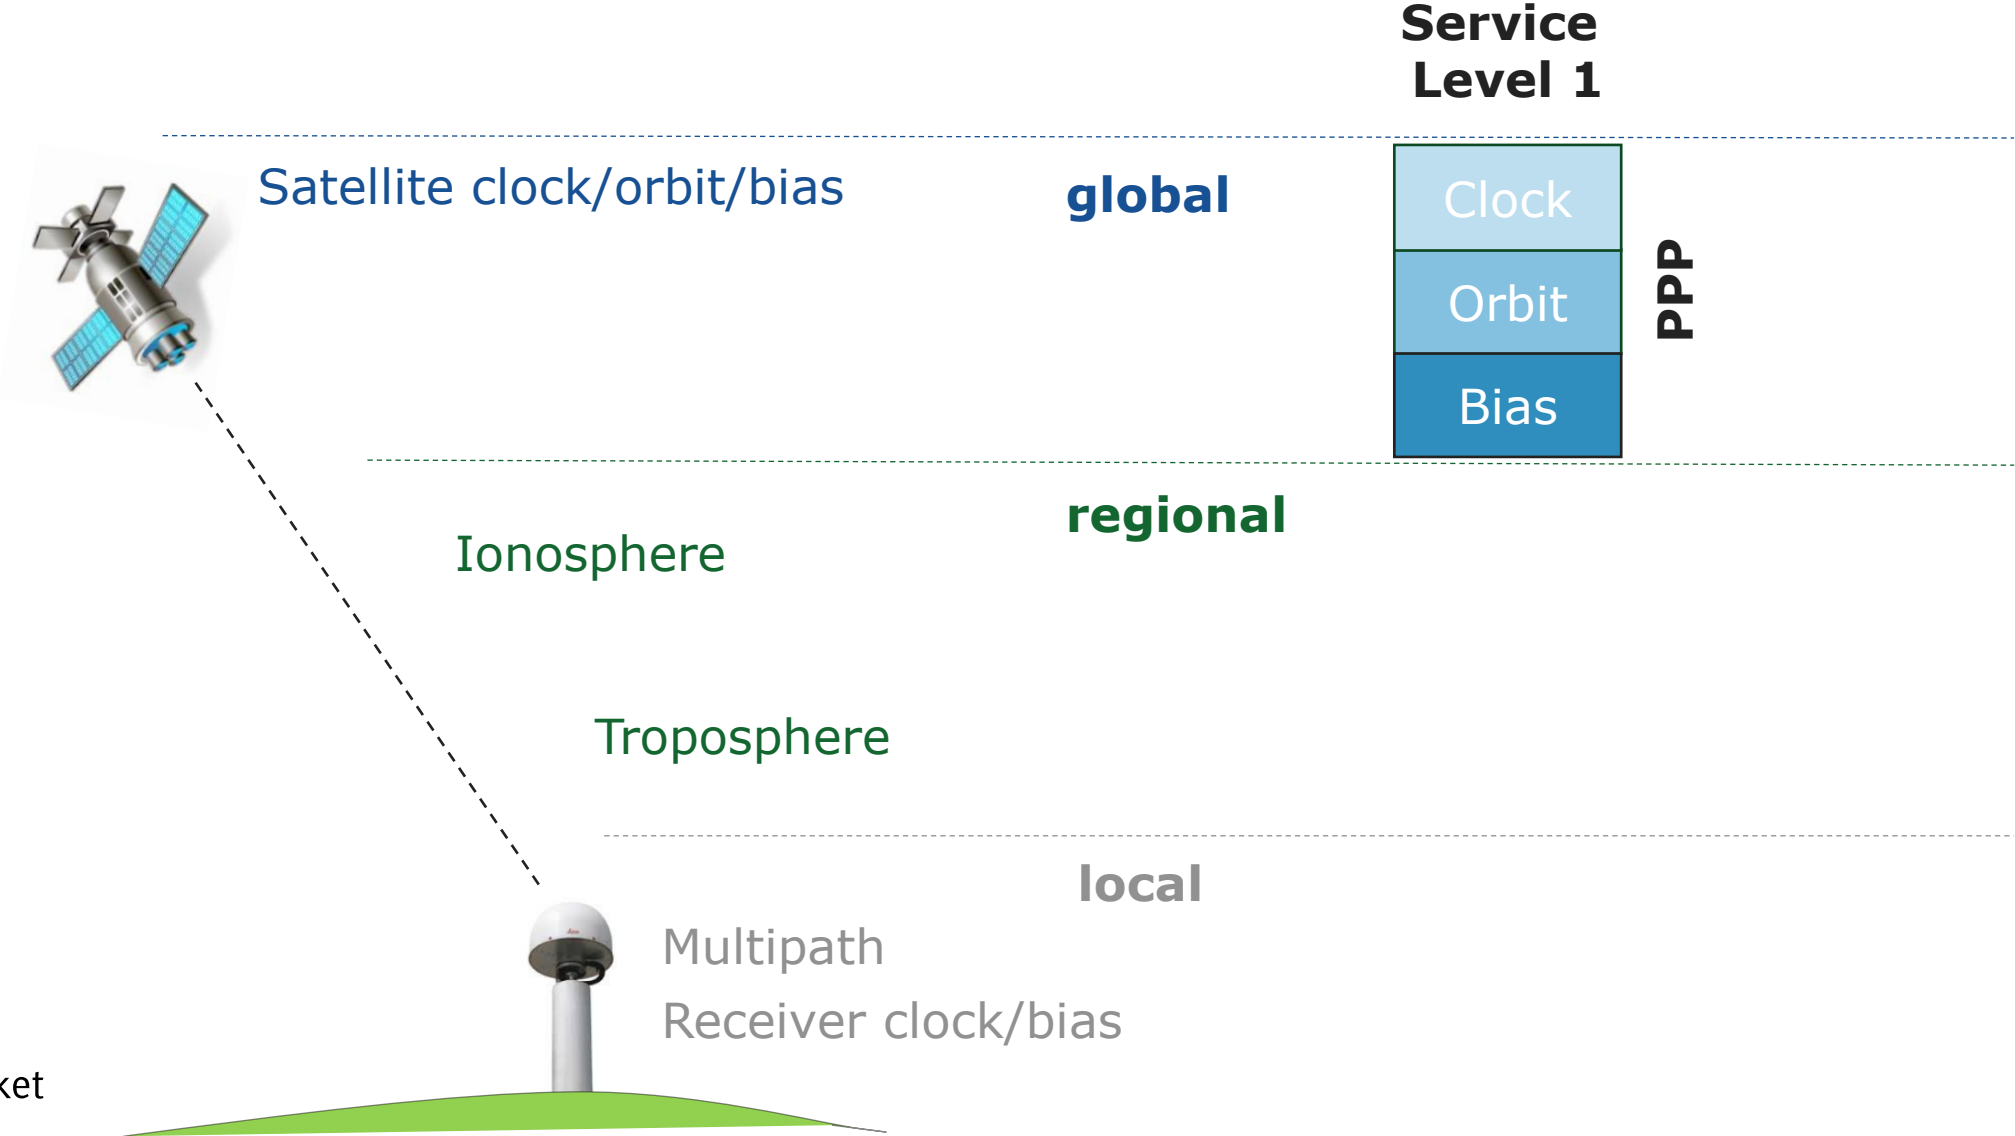 Service
Level 1
Satellite clock/orbit/bias
global
Clock
Orbit
Bias
PPP
regional
Ionosphere
Troposphere
local
Multipath
Receiver clock/bias
ket